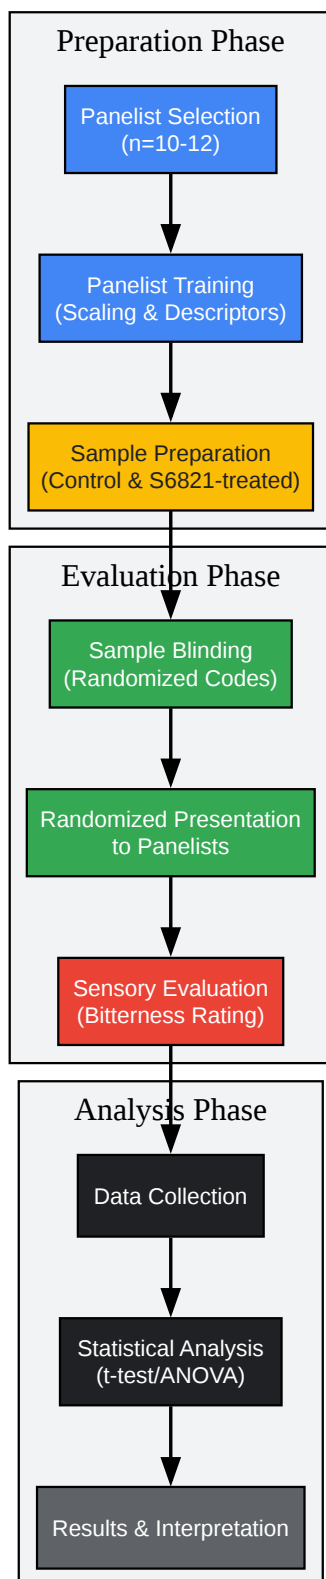 Preparation Phase
Panelist Selection
(n=10-12)
Panelist Training
(Scaling & Descriptors)
Sample Preparation
(Control & S6821-treated)
Evaluation Phase
Sample Blinding
(Randomized Codes)
Randomized Presentation
to Panelists
Sensory Evaluation
(Bitterness Rating)
Analysis Phase
Data Collection
Statistical Analysis
(t-test/ANOVA)
Results & Interpretation